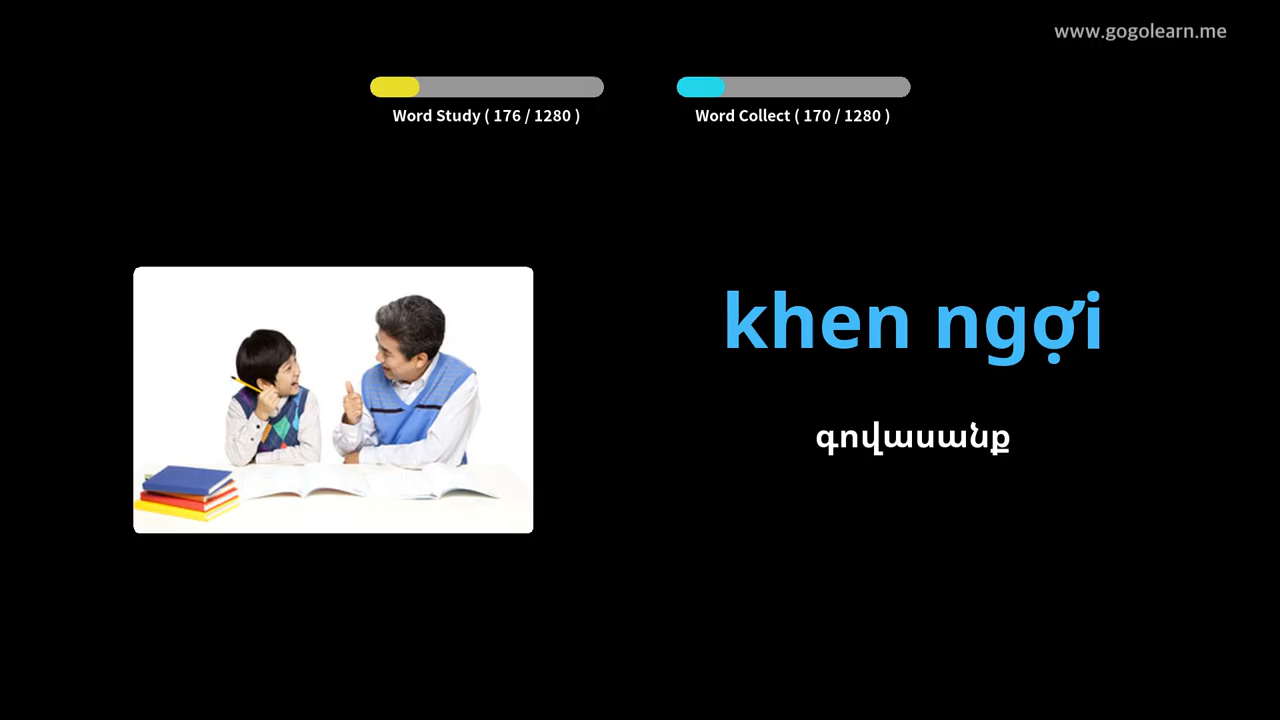 www.gogolearn.me
Word Study ( 176 / 1280 )
Word Collect ( 170 / 1280 )
khen ngợi
գովասանք